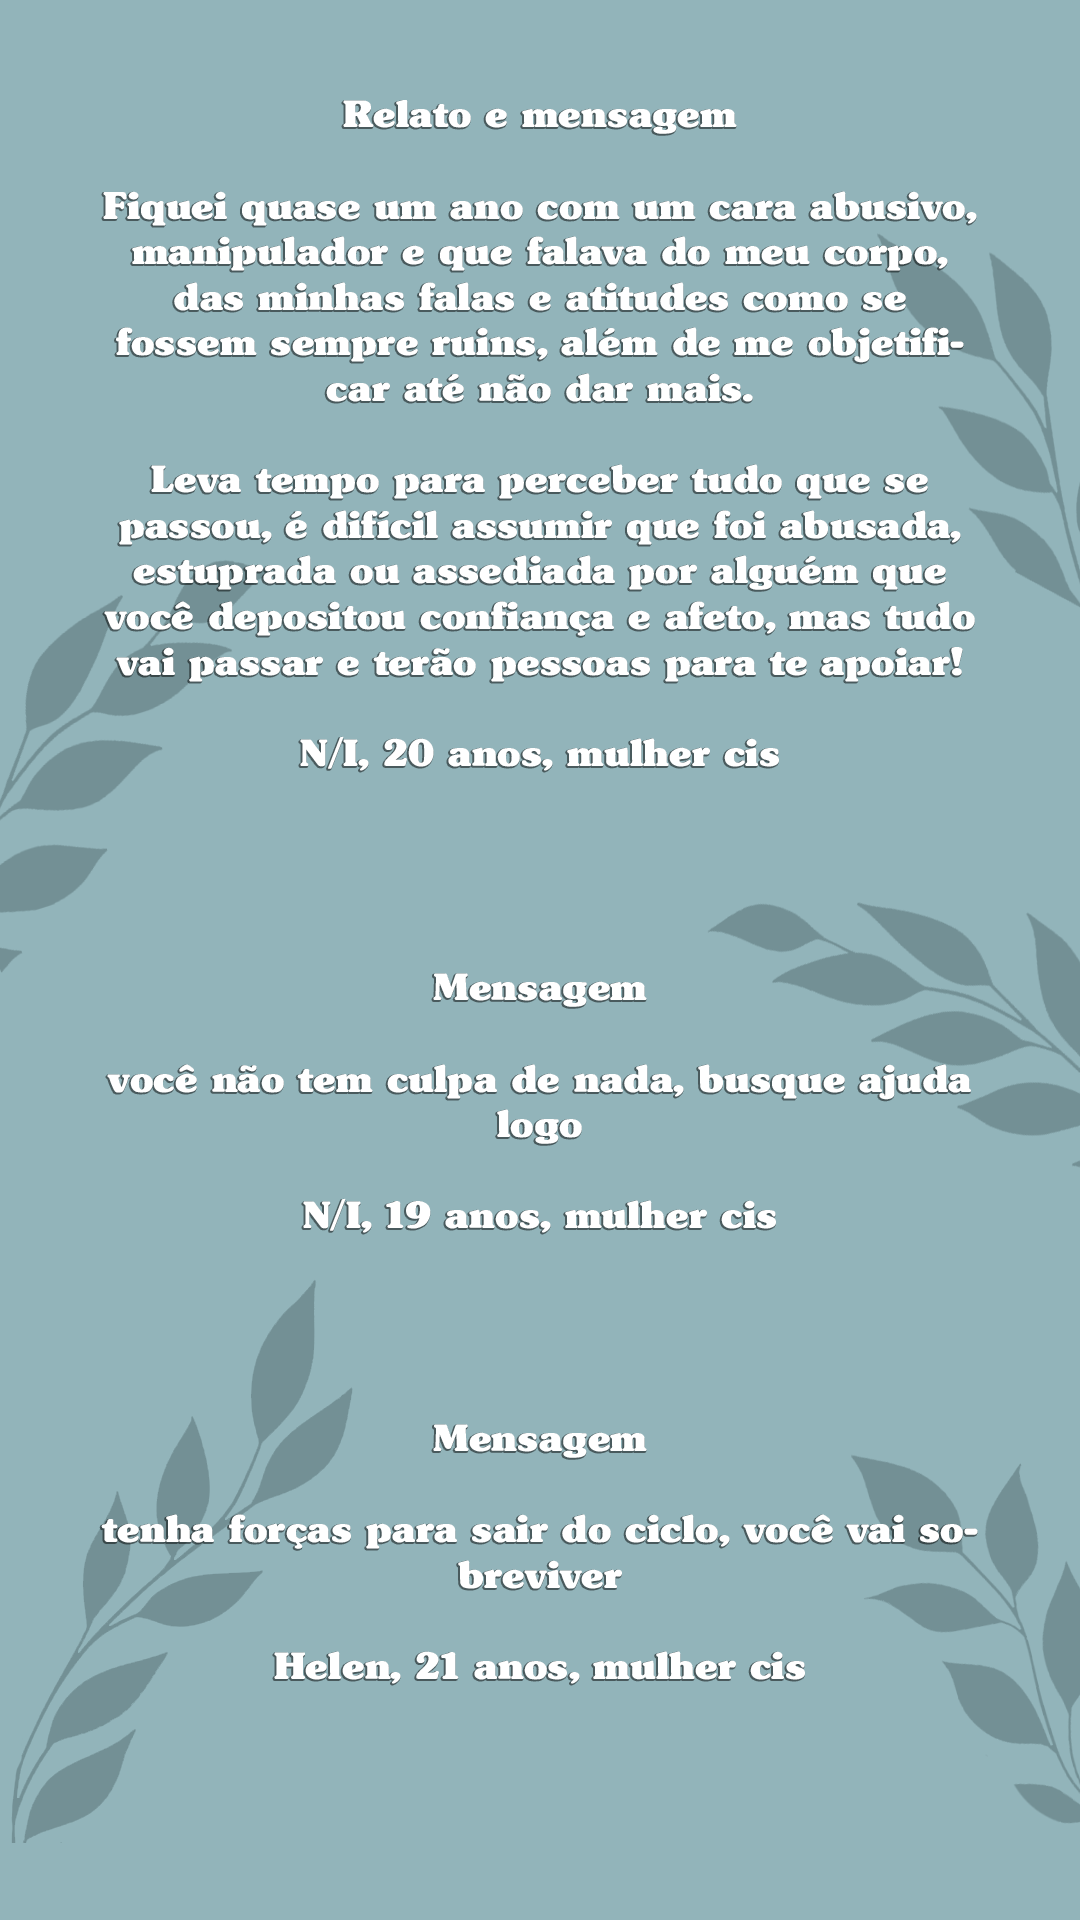 Relato e mensagem
Fiquei quase um ano com um cara abusivo,
manipulador e que falava do meu corpo,
das minhas falas e atitudes como se
fossem sempre ruins, além de me objetifi-
car até não dar mais.
Leva tempo para perceber tudo que se
passou, é difícil assumir que foi abusada,
estuprada ou assediada por alguém que
você depositou confiança e afeto, mas tudo
vai passar e terão pessoas para te apoiar!
N/I, 20 anos, mulher cis
Mensagem
você não tem culpa de nada, busque ajuda
logo
N/I, 19 anos, mulher cis
Mensagem
tenha forças para sair do ciclo, você vai so-
breviver
Helen, 21 anos, mulher cis